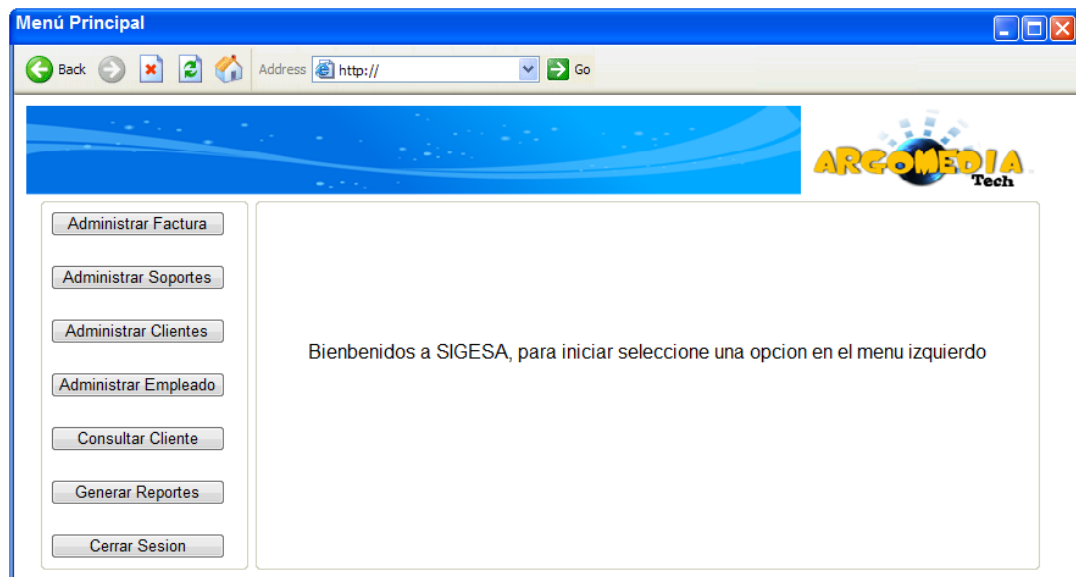 Menú Principal
Back Address http:// Go
ARGOMEDIA
Tech
Administrar Factura
Administrar Soportes
Administrar Clientes
Bienbenidos a SIGESA, para iniciar seleccione una opcion en el menu izquierdo
Administrar Empleado
Consultar Cliente
Generar Reportes
Cerrar Sesion